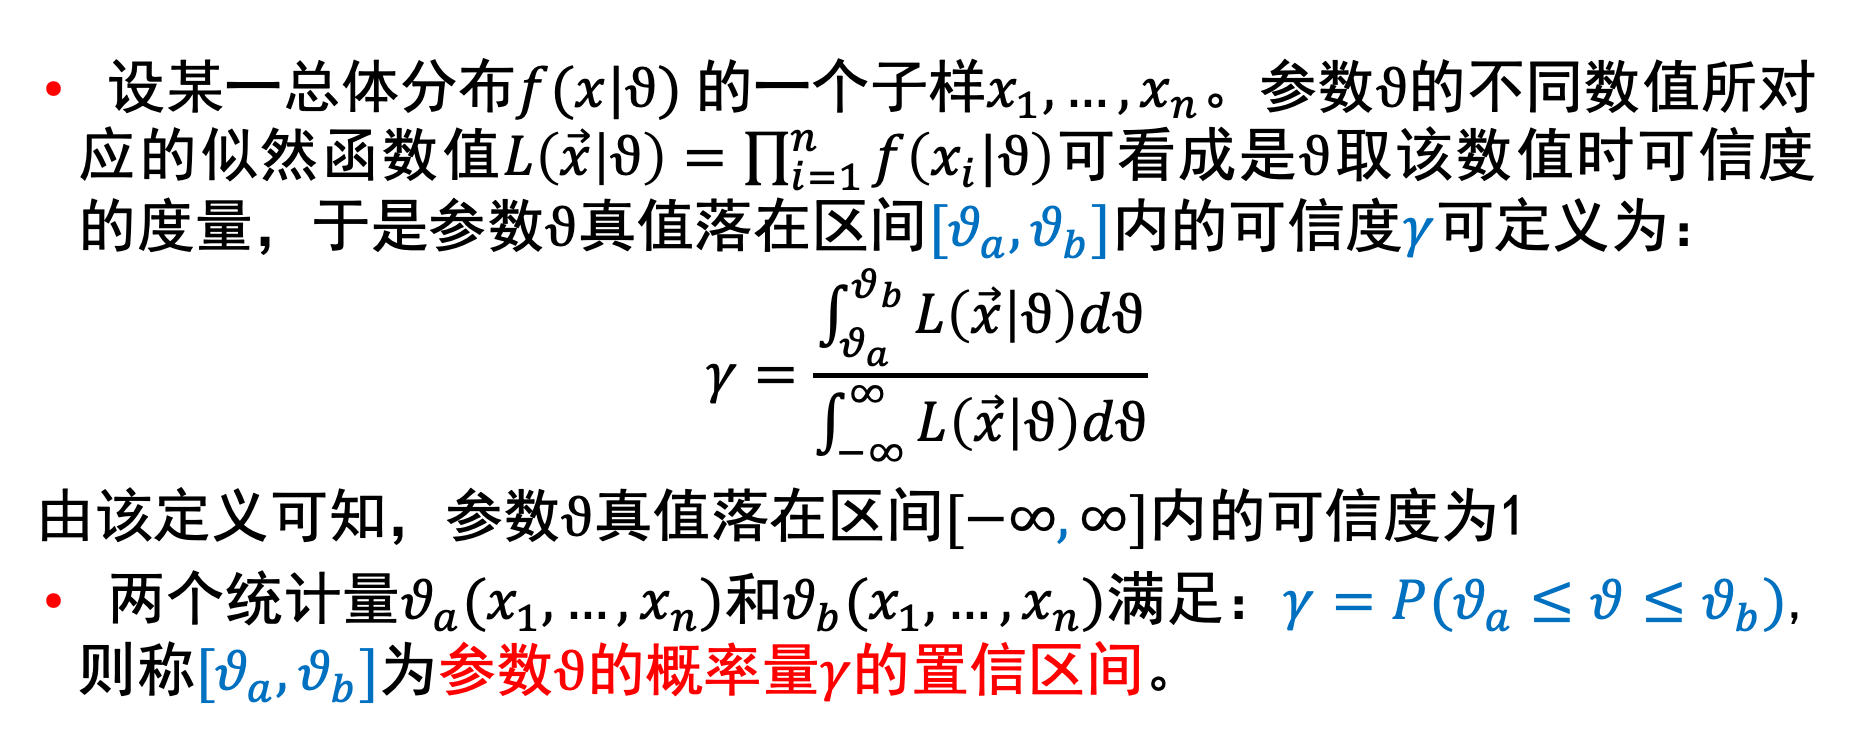 • 设某一总体分布f(x|ϑ) 的一个子样x₁, … , xₙ。参数ϑ的不同数值所对
应的似然函数值L(x⃗|ϑ) = ∏ⁿᵢ₌₁ f(xᵢ|ϑ)可看成是ϑ取该数值时可信度
的度量，于是参数ϑ真值落在区间[ϑₐ, ϑ_b]内的可信度γ可定义为：
γ = ∫_{ϑₐ}^{ϑ_b} L(x⃗|ϑ)dϑ / ∫_{−∞}^{∞} L(x⃗|ϑ)dϑ
由该定义可知，参数ϑ真值落在区间[−∞, ∞]内的可信度为1
• 两个统计量ϑₐ(x₁, … , xₙ)和ϑ_b(x₁, … , xₙ)满足：γ = P(ϑₐ ≤ ϑ ≤ ϑ_b),
则称[ϑₐ, ϑ_b]为参数ϑ的概率量γ的置信区间。